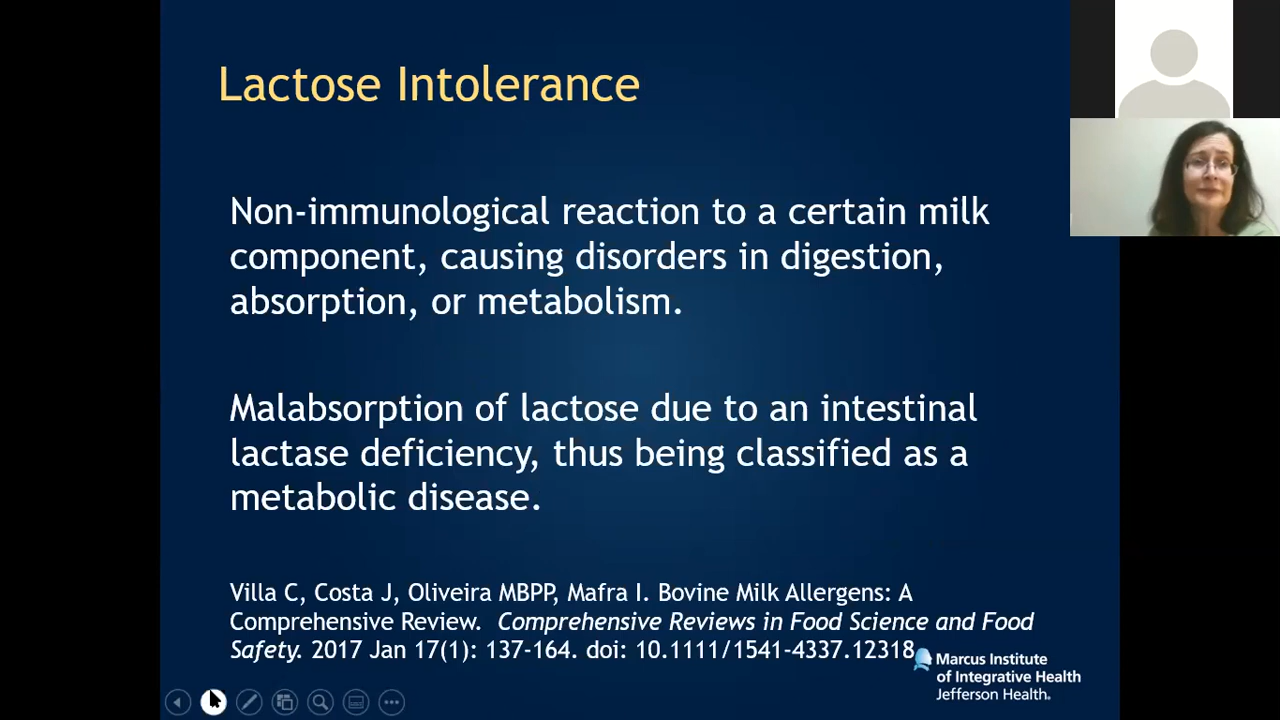 Lactose Intolerance
Non-immunological reaction to a certain milk
component, causing disorders in digestion,
absorption, or metabolism.
Malabsorption of lactose due to an intestinal
lactase deficiency, thus being classified as a
metabolic disease.
Villa C, Costa J, Oliveira MBPP, Mafra I. Bovine Milk Allergens: A
Comprehensive Review. Comprehensive Reviews in Food Science and Food
Safety. 2017 Jan 17(1): 137-164. doi: 10.1111/1541-4337.12318
Marcus Institute
of Integrative Health
Jefferson Health.